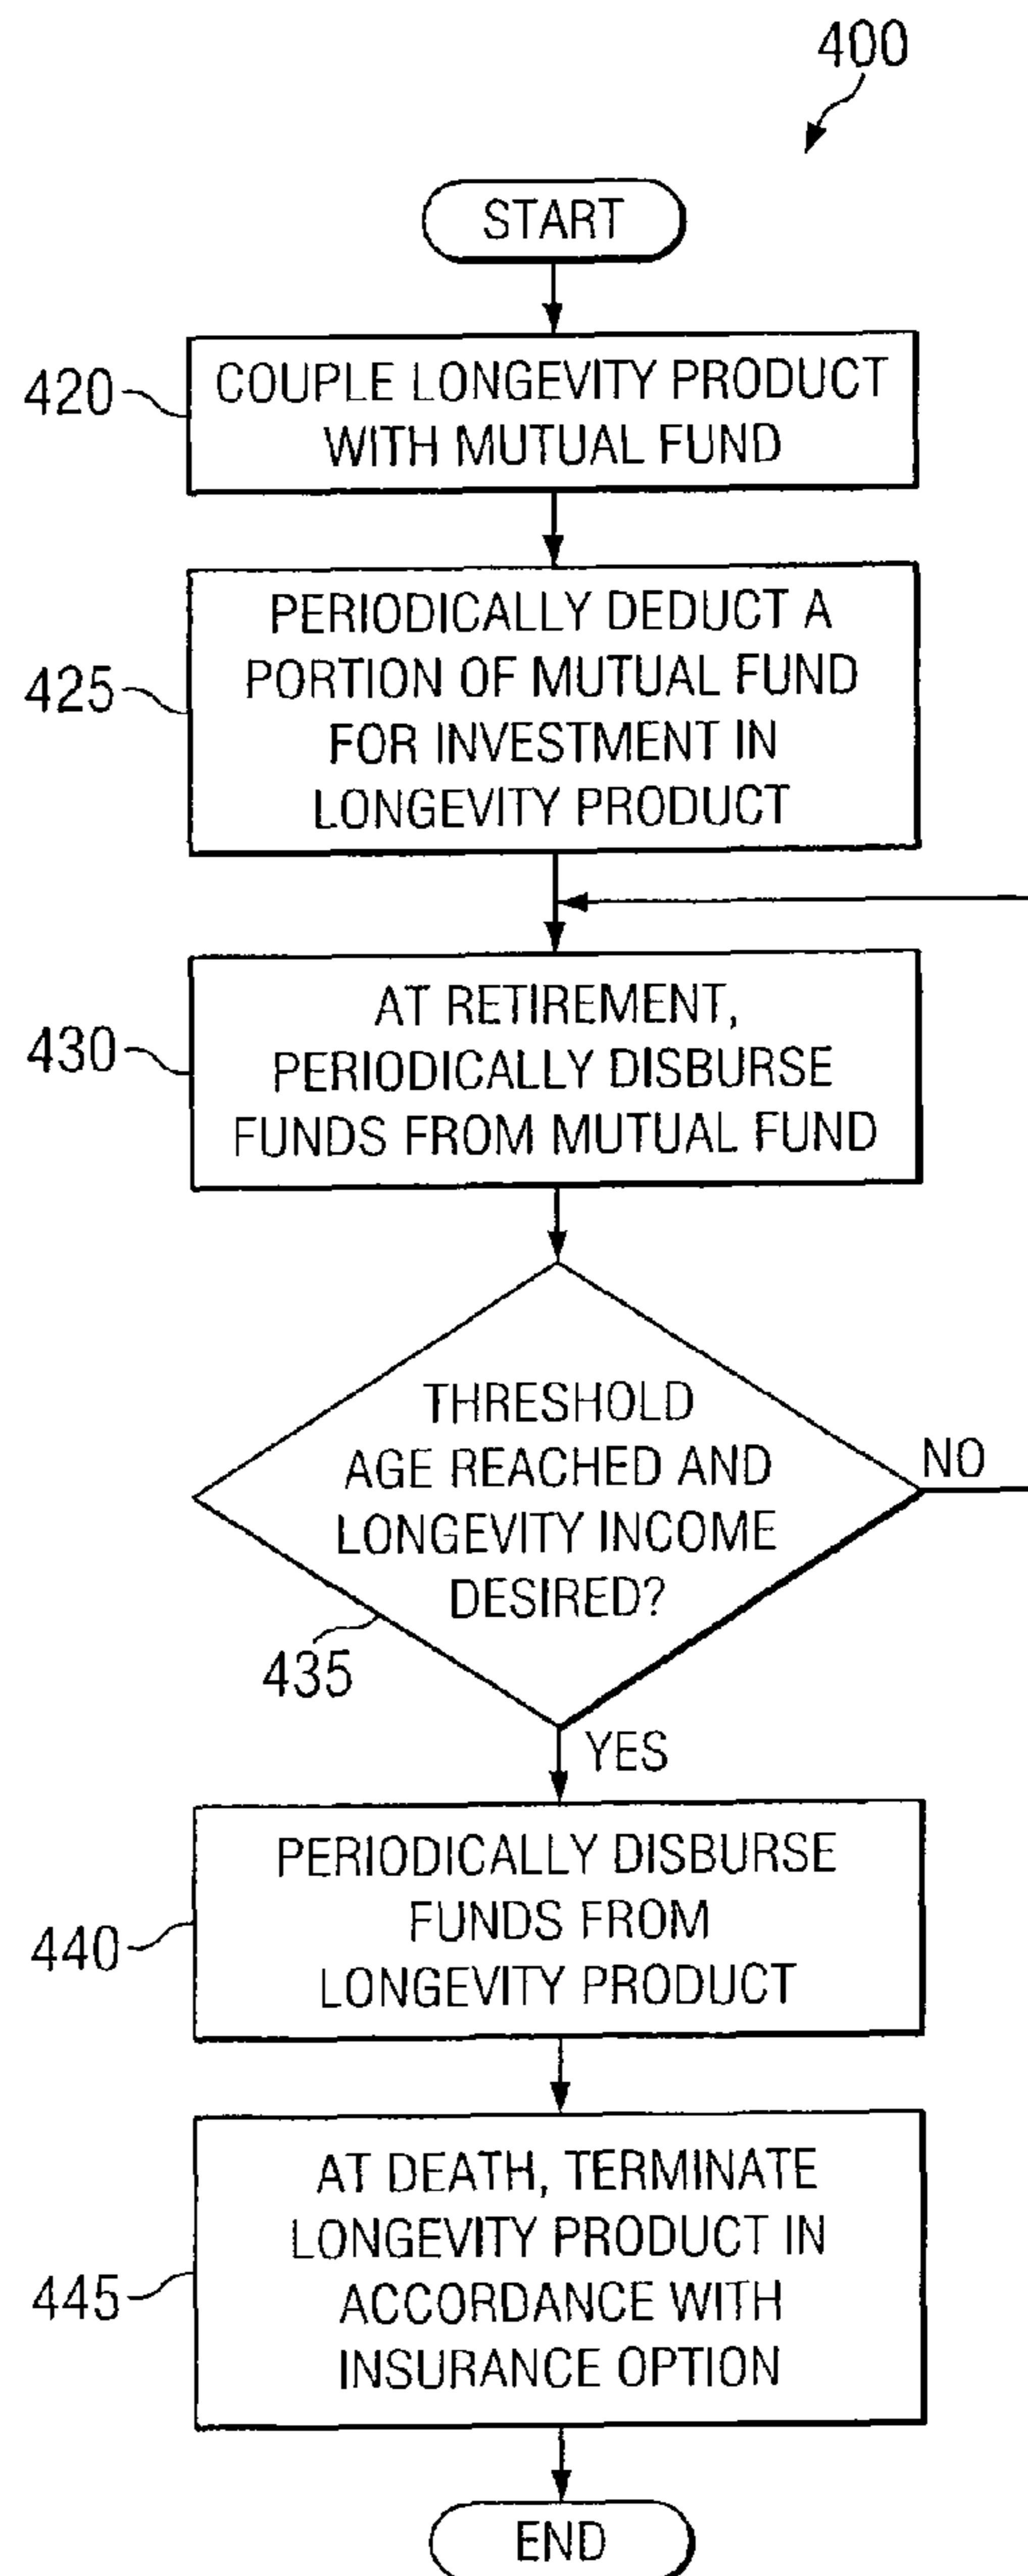 400
START
420
COUPLE LONGEVITY PRODUCT
WITH MUTUAL FUND
425
PERIODICALLY DEDUCT A
PORTION OF MUTUAL FUND
FOR INVESTMENT IN
LONGEVITY PRODUCT
430
AT RETIREMENT,
PERIODICALLY DISBURSE
FUNDS FROM MUTUAL FUND
THRESHOLD
AGE REACHED AND
LONGEVITY INCOME
DESIRED?
NO
435
YES
440
PERIODICALLY DISBURSE
FUNDS FROM
LONGEVITY PRODUCT
445
AT DEATH, TERMINATE
LONGEVITY PRODUCT IN
ACCORDANCE WITH
INSURANCE OPTION
END